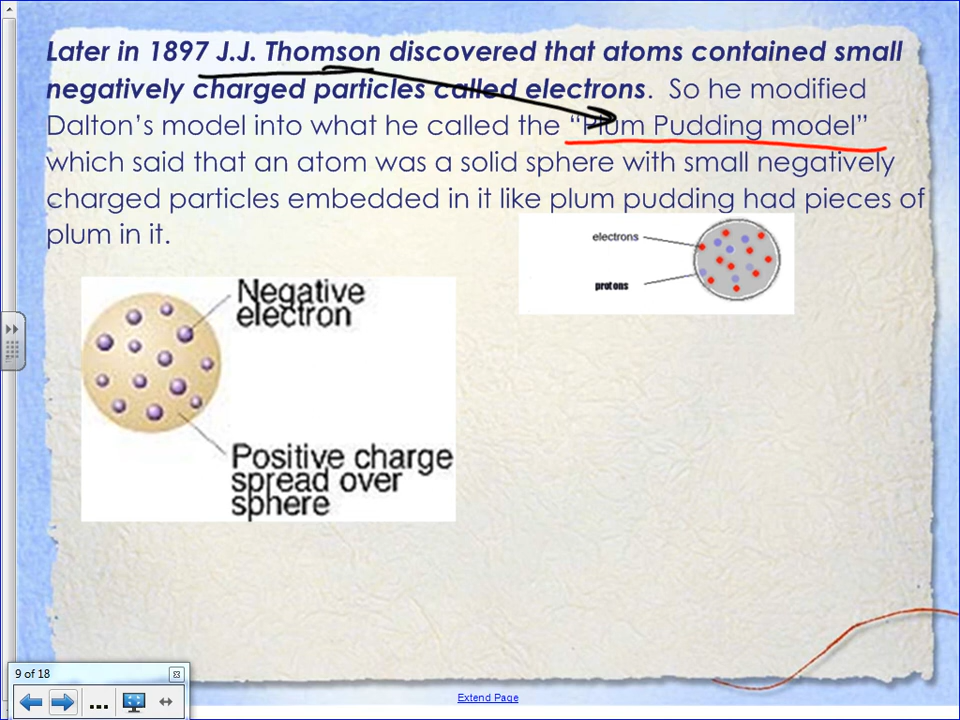 Later in 1897 J.J. Thomson discovered that atoms contained small
negatively charged particles called electrons. So he modified
Dalton's model into what he called the "Plum Pudding model"
which said that an atom was a solid sphere with small negatively
charged particles embedded in it like plum pudding had pieces of
plum in it.
electrons
protons
Negative
electron
Positive charge
spread over
sphere
9 of 18
...
Extend Page